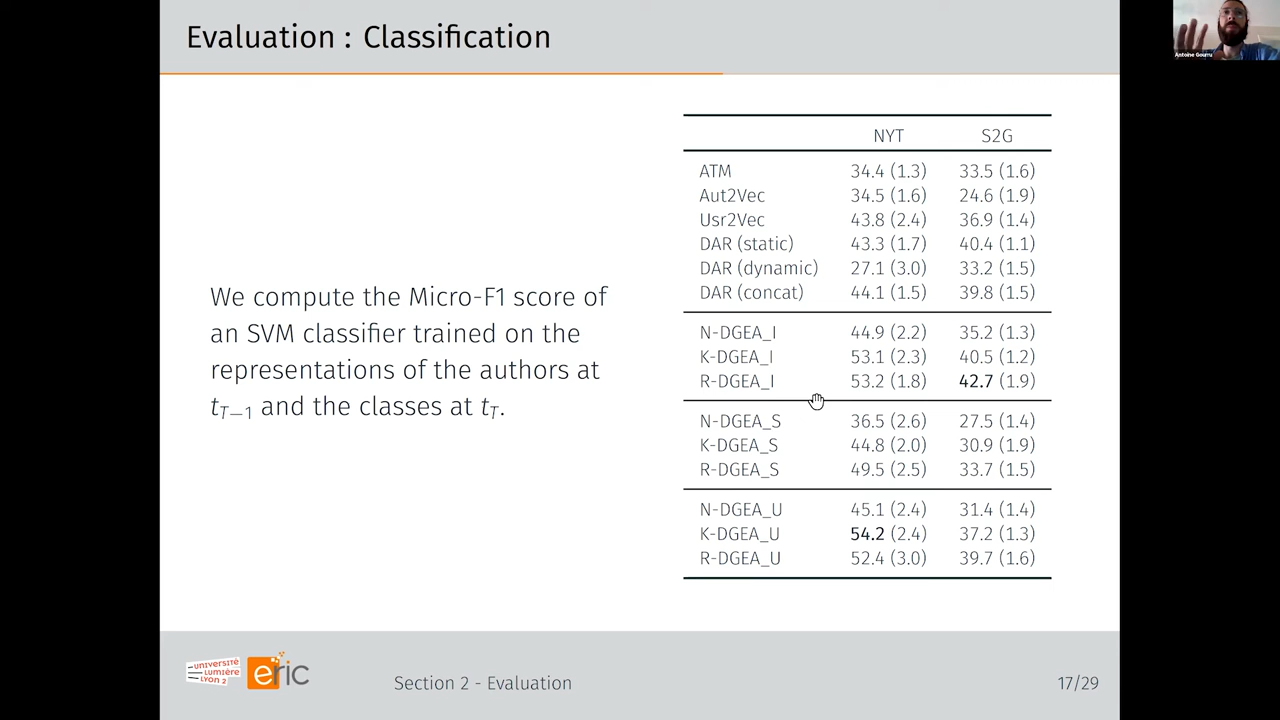 Evaluation : Classification
Antoine Gourru
NYT S2G
ATM 34.4 (1.3) 33.5 (1.6)
Aut2Vec 34.5 (1.6) 24.6 (1.9)
Usr2Vec 43.8 (2.4) 36.9 (1.4)
DAR (static) 43.3 (1.7) 40.4 (1.1)
DAR (dynamic) 27.1 (3.0) 33.2 (1.5)
DAR (concat) 44.1 (1.5) 39.8 (1.5)
N-DGEA_I 44.9 (2.2) 35.2 (1.3)
K-DGEA_I 53.1 (2.3) 40.5 (1.2)
R-DGEA_I 53.2 (1.8) 42.7 (1.9)
N-DGEA_S 36.5 (2.6) 27.5 (1.4)
K-DGEA_S 44.8 (2.0) 30.9 (1.9)
R-DGEA_S 49.5 (2.5) 33.7 (1.5)
N-DGEA_U 45.1 (2.4) 31.4 (1.4)
K-DGEA_U 54.2 (2.4) 37.2 (1.3)
R-DGEA_U 52.4 (3.0) 39.7 (1.6)
We compute the Micro-F1 score of
an SVM classifier trained on the
representations of the authors at
t_{T−1} and the classes at t_T.
UNIVERSITÉ
LUMIÈRE
LYON 2
eric
Section 2 - Evaluation
17/29